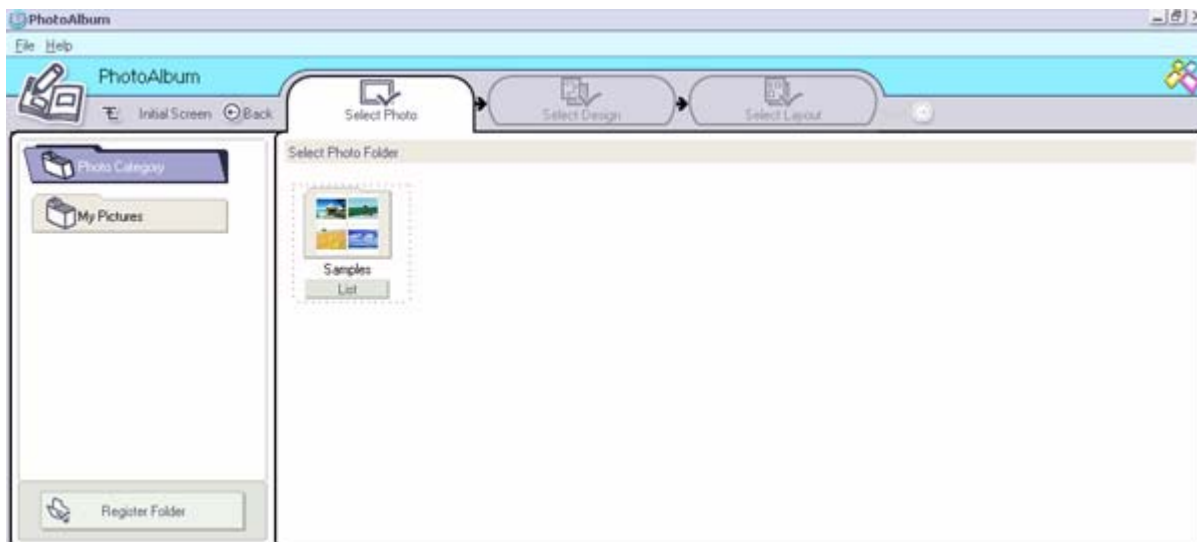 PhotoAlbum
File Help
PhotoAlbum
Initial Screen Back
Select Photo
Select Design
Select Layout
Photo Category
My Pictures
Select Photo Folder
Samples
List
Register Folder